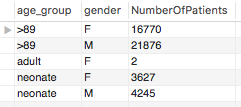 age_group gender NumberOfPatients
>89 F 16770
>89 M 21876
adult F 2
neonate F 3627
neonate M 4245